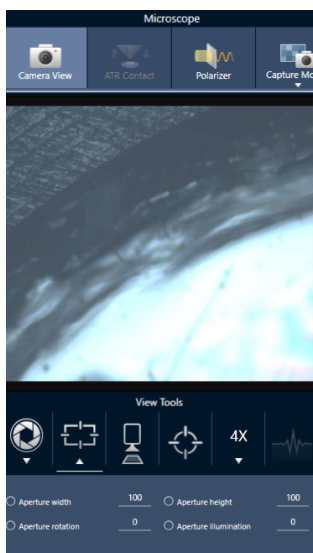 Microscope
Camera View
ATR Contact
Polarizer
Capture Mo
View Tools
4X
Aperture width 100 Aperture height 100
Aperture rotation 0 Aperture illumination 0